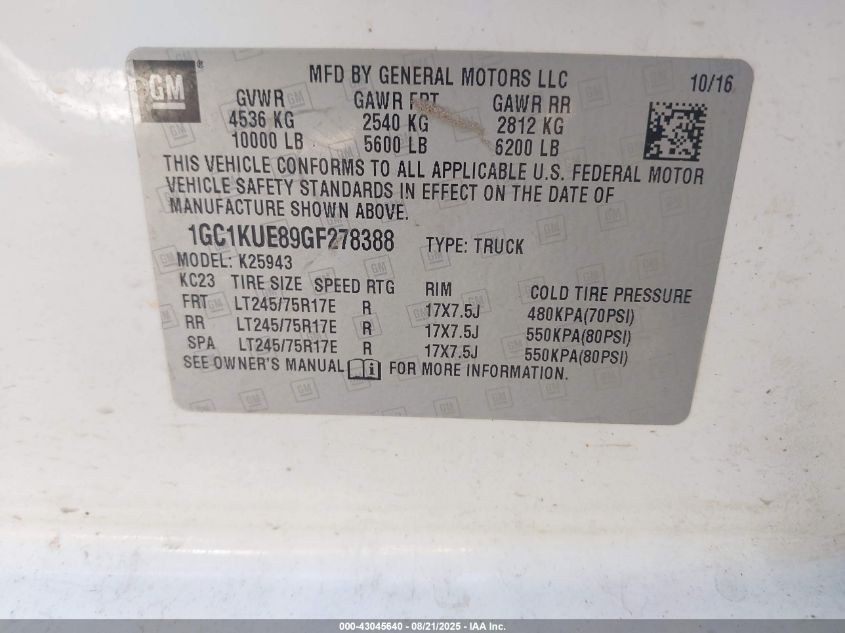 GM ®
MFD BY GENERAL MOTORS LLC 10/16
GVWR GAWR FRT GAWR RR
4536 KG 2540 KG 2812 KG
10000 LB 5600 LB 6200 LB
THIS VEHICLE CONFORMS TO ALL APPLICABLE U.S. FEDERAL MOTOR
VEHICLE SAFETY STANDARDS IN EFFECT ON THE DATE OF
MANUFACTURE SHOWN ABOVE.
1GC1KUE89GF278388 TYPE: TRUCK
MODEL: K25943
KC23 TIRE SIZE SPEED RTG RIM COLD TIRE PRESSURE
FRT LT245/75R17E R 17X7.5J 480KPA(70PSI)
RR LT245/75R17E R 17X7.5J 550KPA(80PSI)
SPA LT245/75R17E R 17X7.5J 550KPA(80PSI)
SEE OWNER'S MANUAL FOR MORE INFORMATION.
000-43045640 - 08/21/2025 - IAA Inc.